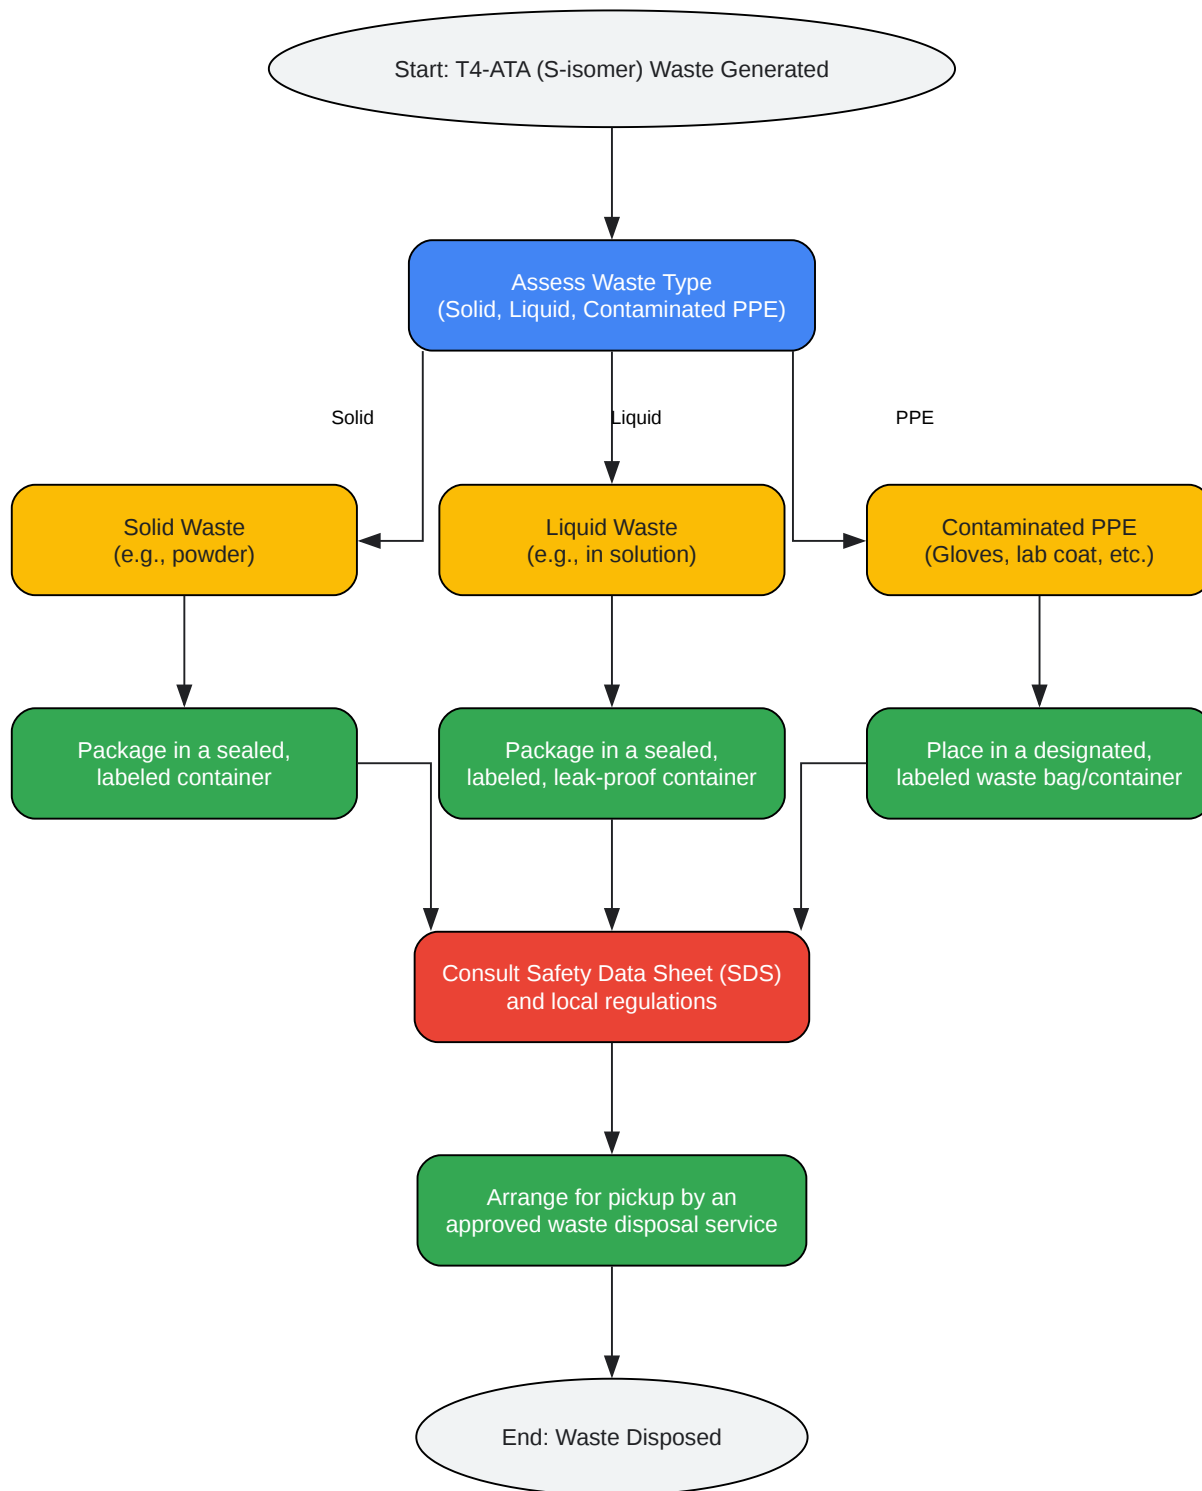 Start: T4-ATA (S-isomer) Waste Generated
Assess Waste Type
(Solid, Liquid, Contaminated PPE)
Solid
Liquid
PPE
Solid Waste
(e.g., powder)
Liquid Waste
(e.g., in solution)
Contaminated PPE
(Gloves, lab coat, etc.)
Package in a sealed,
labeled container
Package in a sealed,
labeled, leak-proof container
Place in a designated,
labeled waste bag/container
Consult Safety Data Sheet (SDS)
and local regulations
Arrange for pickup by an
approved waste disposal service
End: Waste Disposed